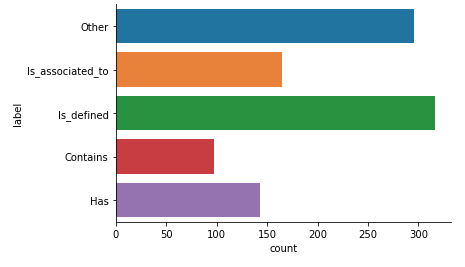 Other
Is_associated_to
Is_defined
Contains
Has
label
0 50 100 150 200 250 300
count